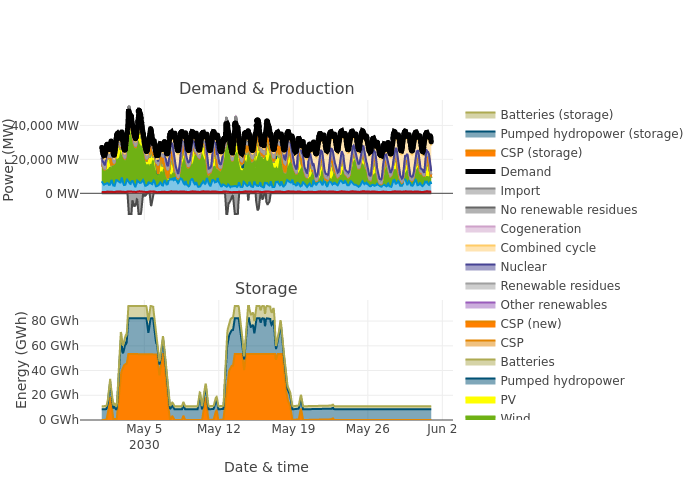 Demand & Production
Power (MW)
40,000 MW
20,000 MW
0 MW
Storage
Energy (GWh)
80 GWh
60 GWh
40 GWh
20 GWh
0 GWh
May 5
2030
May 12
May 19
May 26
Jun 2
Date & time
Batteries (storage)
Pumped hydropower (storage)
CSP (storage)
Demand
Import
No renewable residues
Cogeneration
Combined cycle
Nuclear
Renewable residues
Other renewables
CSP (new)
CSP
Batteries
Pumped hydropower
PV
Wind